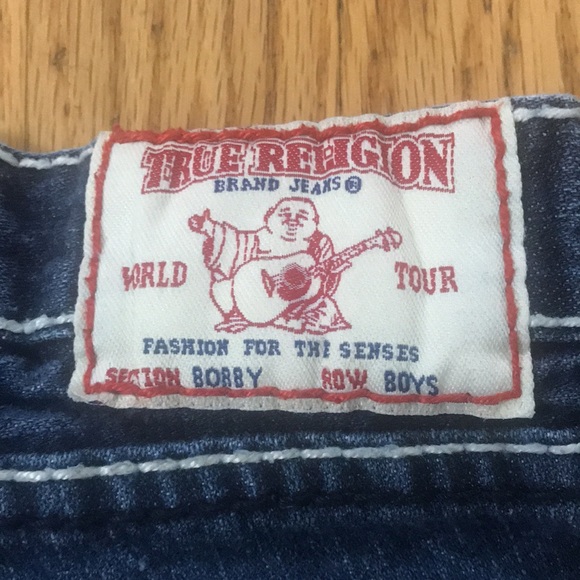 TRUE RELIGION
BRAND JEANS®
WORLD TOUR
FASHION FOR THE SENSES
SECTION BOBBY ROW BOYS